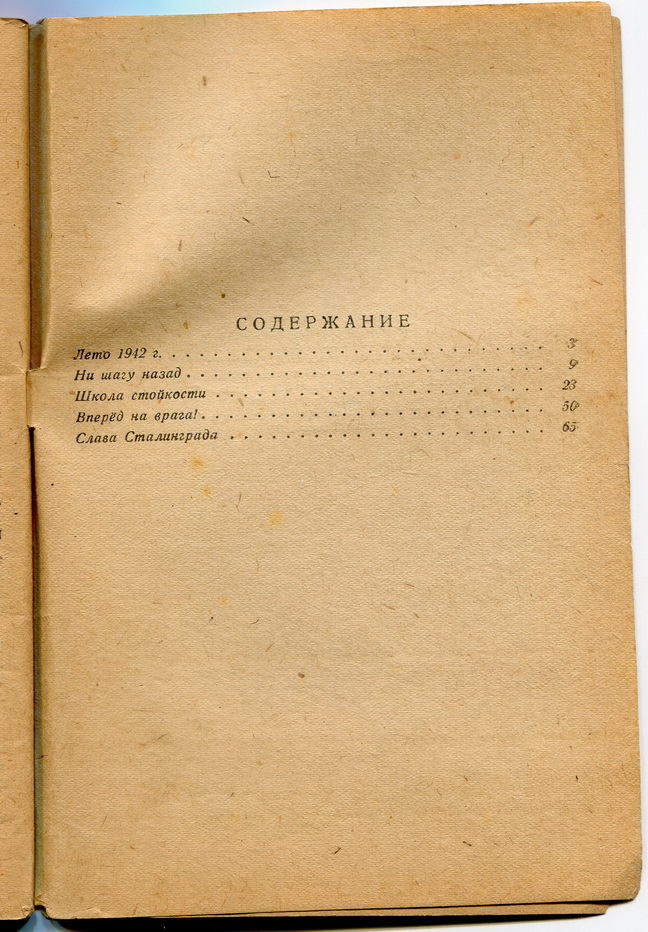 СОДЕРЖАНИЕ
Лето 1942 г. . . . . . . . . . . . . . . . . . . . . . . . . . . . 3
Ни шагу назад . . . . . . . . . . . . . . . . . . . . . . . . . . . 9
Школа стойкости . . . . . . . . . . . . . . . . . . . . . . . . . 23
Вперёд на врага! . . . . . . . . . . . . . . . . . . . . . . . . . . 50
Слава Сталинграда . . . . . . . . . . . . . . . . . . . . . . . . 65